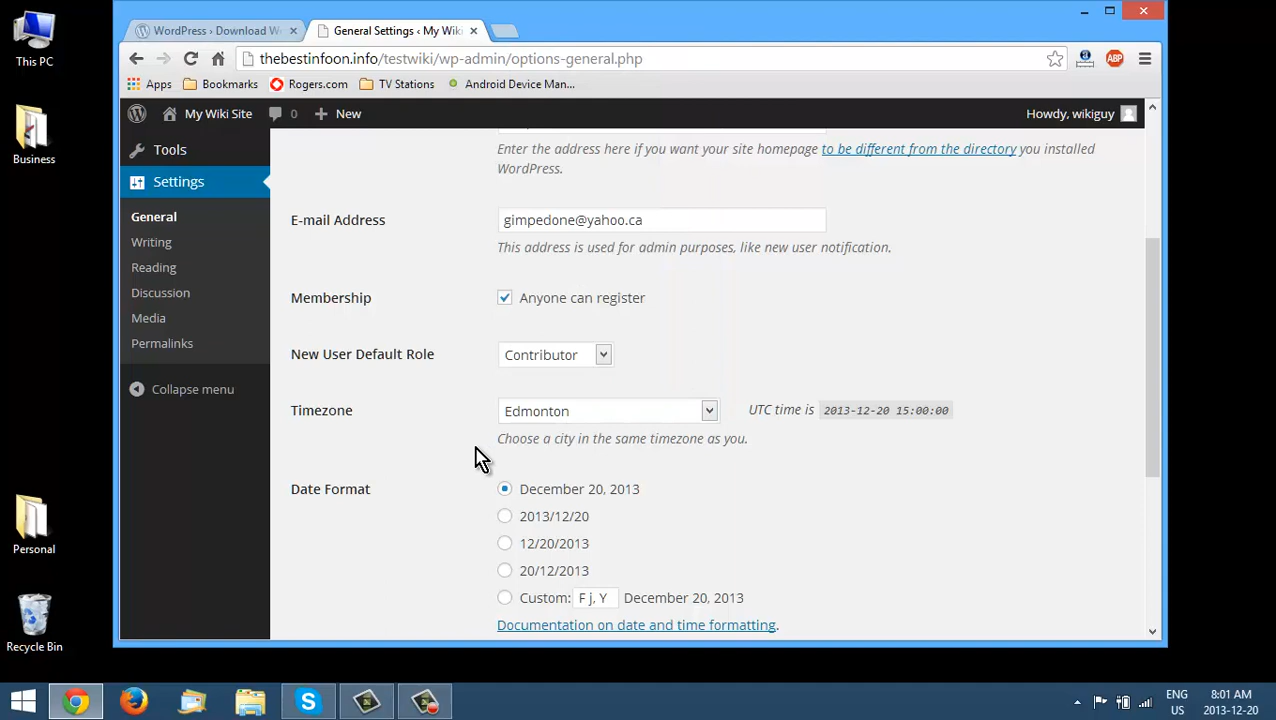 This PC
Business
Personal
Recycle Bin
WordPress › Download W
General Settings ‹ My Wiki
thebestinfoon.info/testwiki/wp-admin/options-general.php
ABP
Apps Bookmarks Rogers.com TV Stations Android Device Man...
My Wiki Site 0 New Howdy, wikiguy
Tools
Settings
General
Writing
Reading
Discussion
Media
Permalinks
Collapse menu
Enter the address here if you want your site homepage to be different from the directory you installed
WordPress.
E-mail Address gimpedone@yahoo.ca
This address is used for admin purposes, like new user notification.
Membership Anyone can register
New User Default Role Contributor
Timezone Edmonton UTC time is 2013-12-20 15:00:00
Choose a city in the same timezone as you.
Date Format December 20, 2013
2013/12/20
12/20/2013
20/12/2013
Custom: F j, Y December 20, 2013
Documentation on date and time formatting.
ENG 8:01 AM
US 2013-12-20